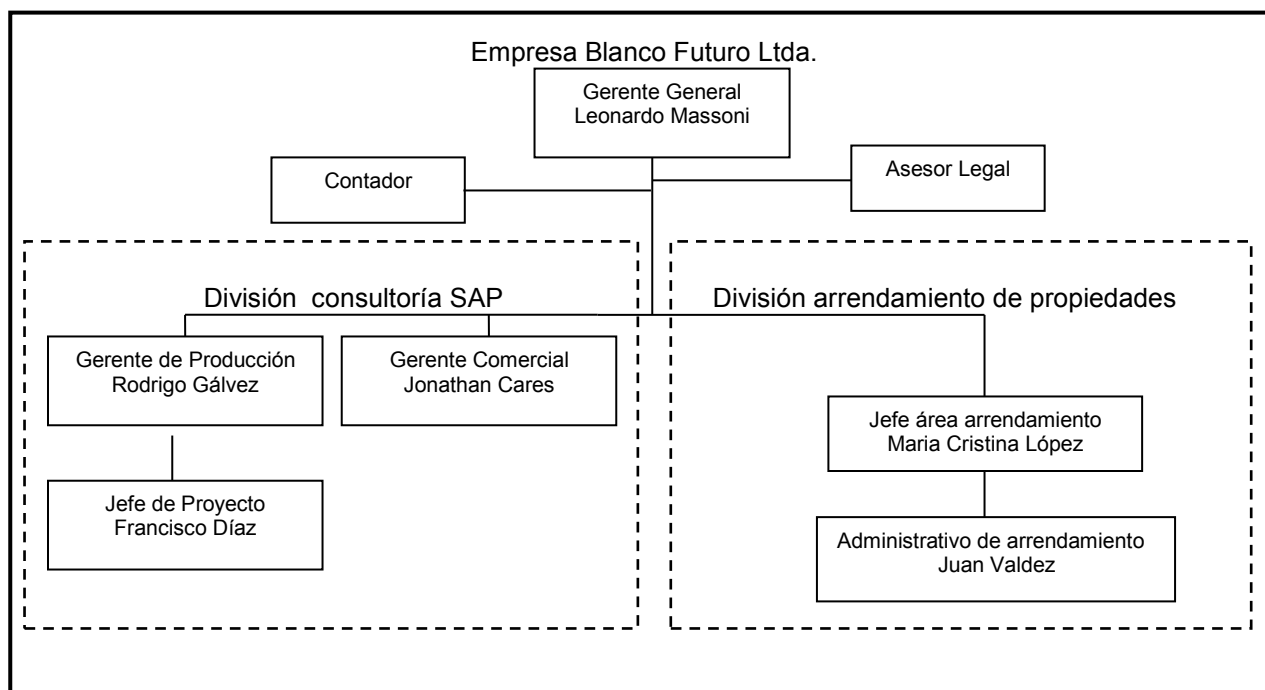 Empresa Blanco Futuro Ltda.
Gerente General
Leonardo Massoni
Contador
Asesor Legal
División consultoría SAP
División arrendamiento de propiedades
Gerente de Producción
Rodrigo Gálvez
Gerente Comercial
Jonathan Cares
Jefe área arrendamiento
Maria Cristina López
Jefe de Proyecto
Francisco Díaz
Administrativo de arrendamiento
Juan Valdez